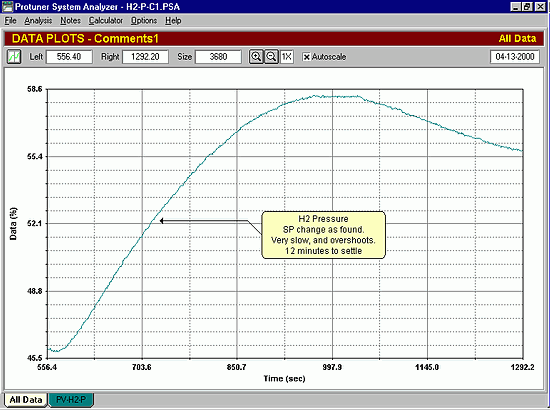 Protuner System Analyzer - H2-P-C1.PSA
File Analysis Notes Calculator Options Help
DATA PLOTS - Comments1 All Data
Left 556.40 Right 1292.20 Size 3680 1X Autoscale 04-13-2000
58.6
55.4
52.1
48.8
45.5
Data (%)
H2 Pressure
SP change as found.
Very slow, and overshoots.
12 minutes to settle
556.4 703.6 850.7 997.9 1145.0 1292.2
Time (sec)
All Data PV-H2-P